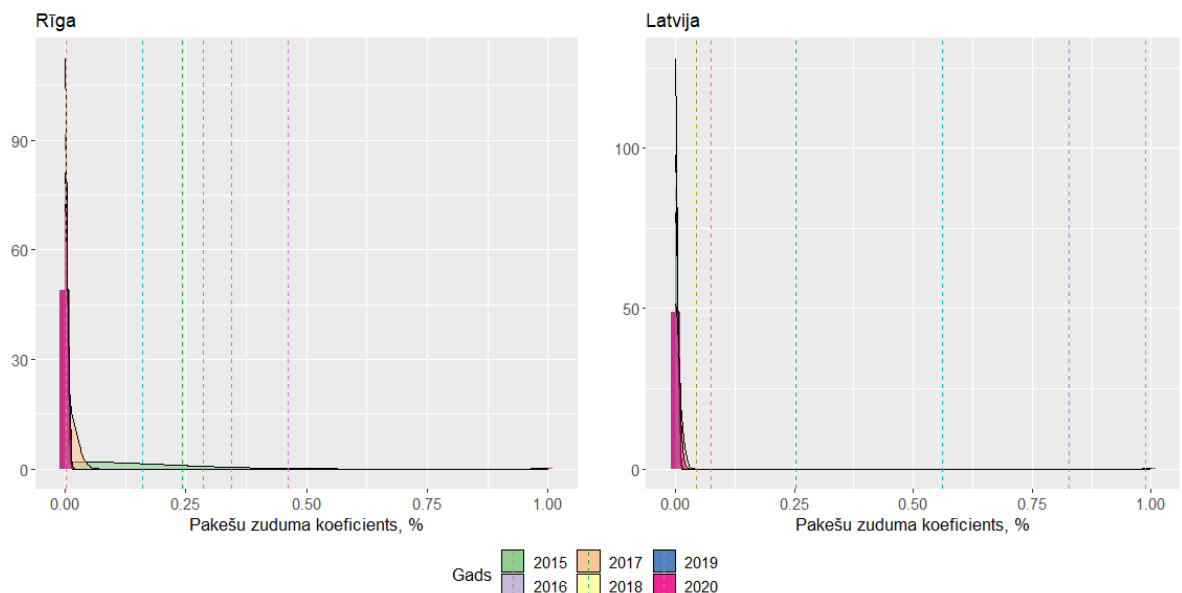 Rīga
90
60
30
0
0.00 0.25 0.50 0.75 1.00
Pakešu zuduma koeficients, %
Latvija
100
50
0
0.00 0.25 0.50 0.75 1.00
Pakešu zuduma koeficients, %
Gads
2015 2017 2019
2016 2018 2020